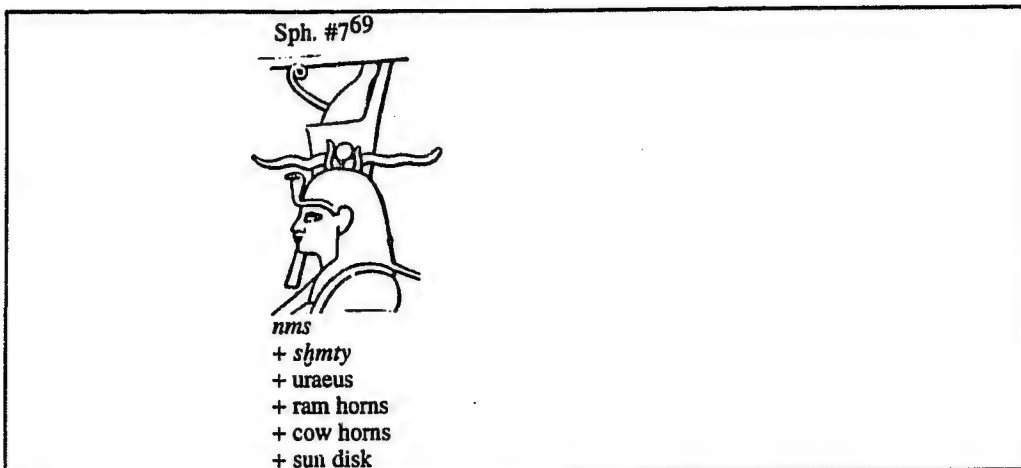 Sph. #7⁶⁹
nms
+ sḫmty
+ uraeus
+ ram horns
+ cow horns
+ sun disk